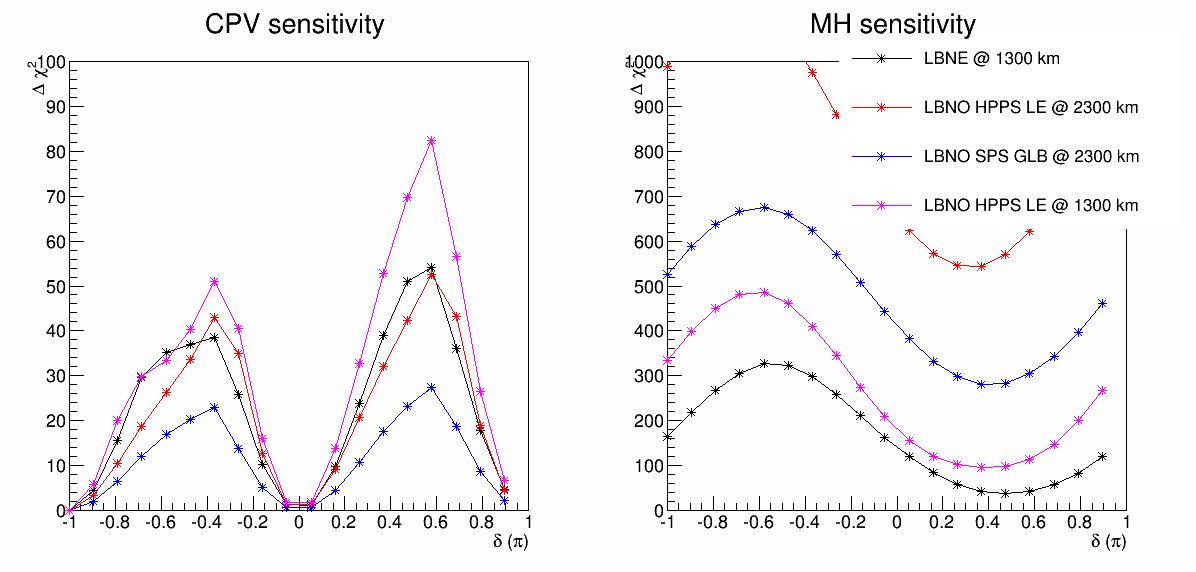 CPV sensitivity
Δ χ²
100
90
80
70
60
50
40
30
20
10
0
-1 -0.8 -0.6 -0.4 -0.2 0 0.2 0.4 0.6 0.8 1
δ (π)
MH sensitivity
Δ χ²
1000
900
800
700
600
500
400
300
200
100
0
-1 -0.8 -0.6 -0.4 -0.2 0 0.2 0.4 0.6 0.8 1
δ (π)
LBNE @ 1300 km
LBNO HPPS LE @ 2300 km
LBNO SPS GLB @ 2300 km
LBNO HPPS LE @ 1300 km